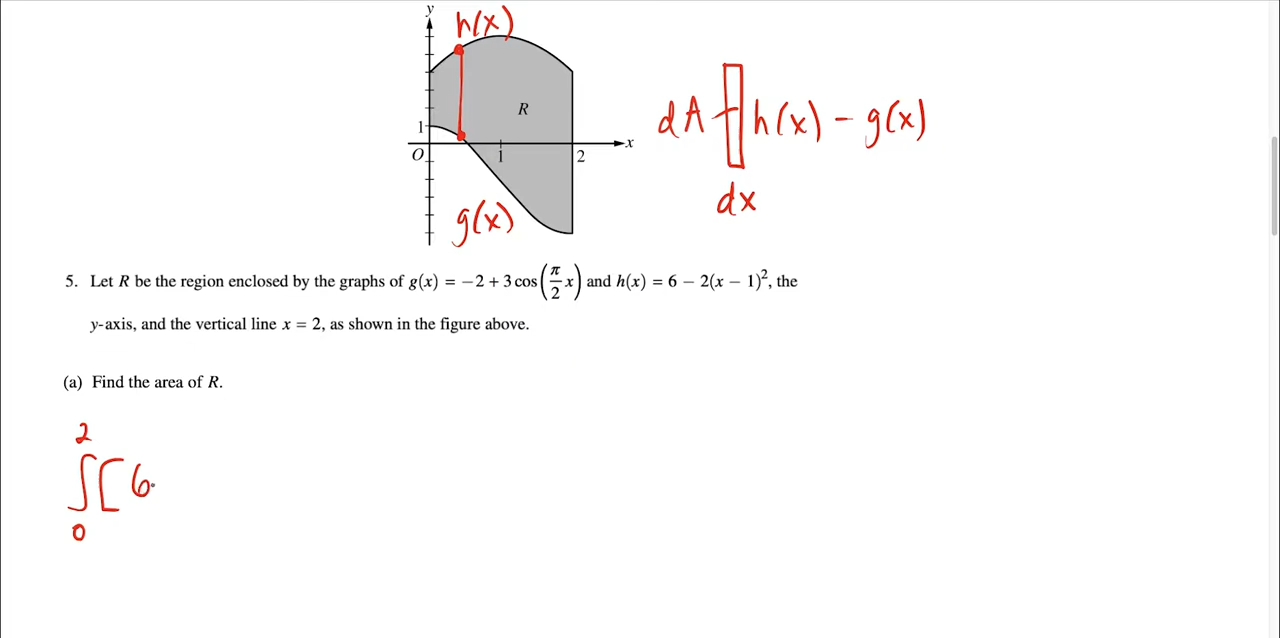 y
h(x)
R
dA h(x) - g(x)
1
x
O 1 2
dx
g(x)
5. Let R be the region enclosed by the graphs of g(x) = −2 + 3 cos(π/2 x) and h(x) = 6 − 2(x − 1)², the
y-axis, and the vertical line x = 2, as shown in the figure above.
(a) Find the area of R.
2
∫[6
0